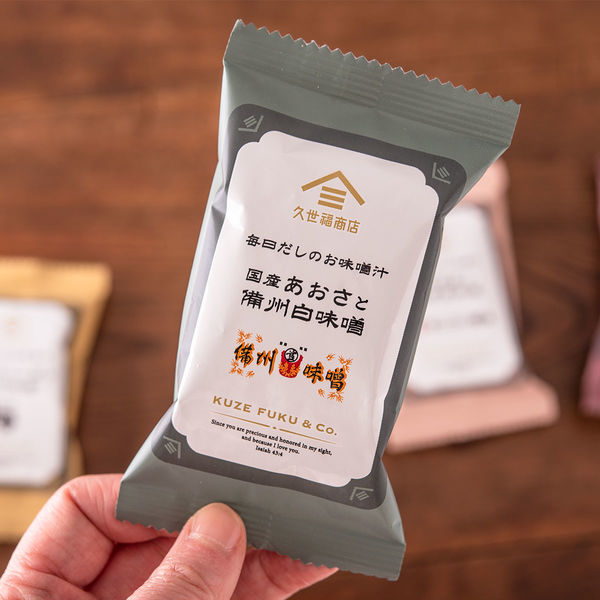 久世福商店
毎日だしのお味噌汁
国産あおさと
備州白味噌
備州 味噌
KUZE FUKU & Co.
Since you are precious and honored in my sight,
and because I love you.
Isaiah 43:4